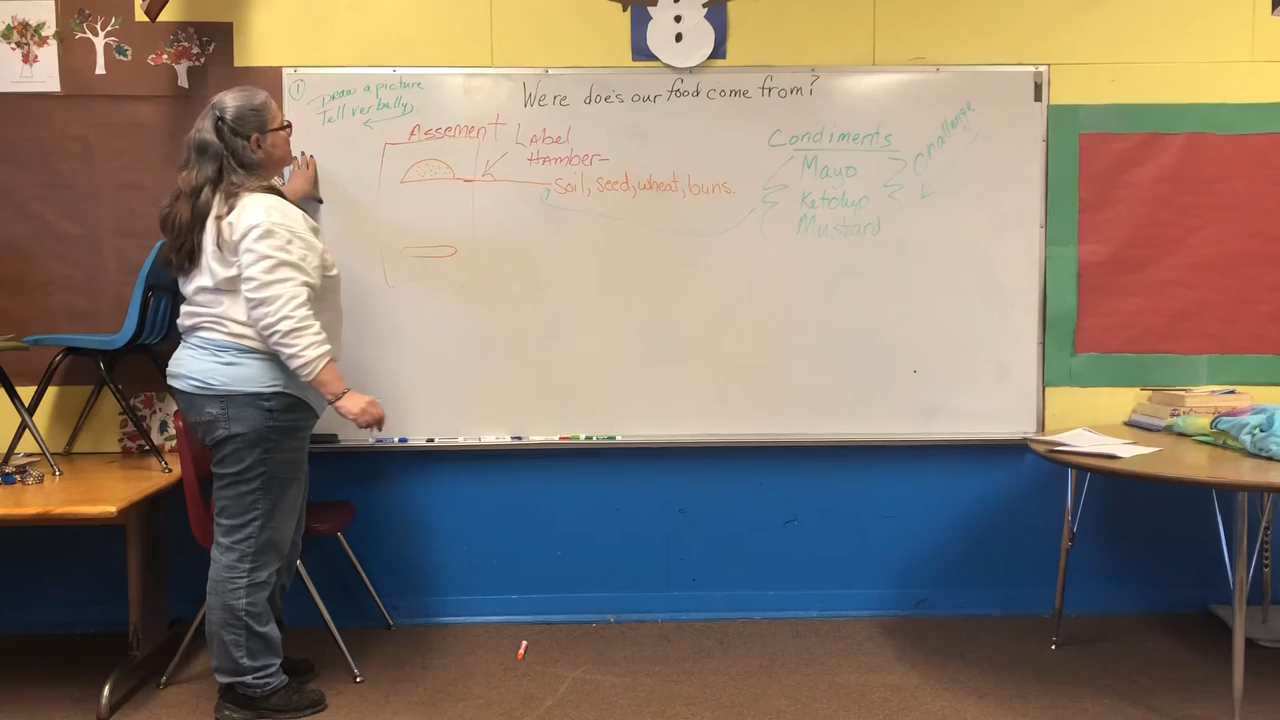 Were does our food come from?
① Draw a picture
Tell verbally
Assement
Label
Hamber-
Soil, seed, wheat, buns.
Condiments
Mayo
Ketchup
Mustard
Challenge